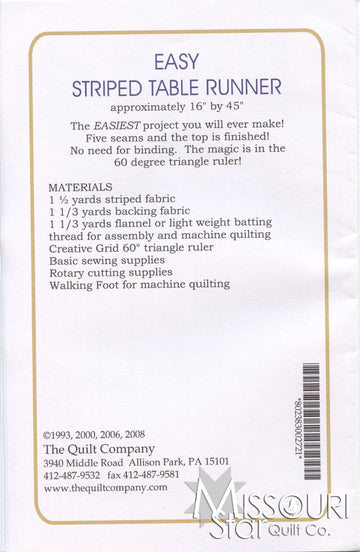 EASY
STRIPED TABLE RUNNER
approximately 16" by 45"
The EASIEST project you will ever make!
Five seams and the top is finished!
No need for binding. The magic is in the
60 degree triangle ruler!
MATERIALS
1 ½ yards striped fabric
1 1/3 yards backing fabric
1 1/3 yards flannel or light weight batting
thread for assembly and machine quilting
Creative Grid 60° triangle ruler
Basic sewing supplies
Rotary cutting supplies
Walking Foot for machine quilting
*802383002721*
©1993, 2000, 2006, 2008
The Quilt Company
3940 Middle Road Allison Park, PA 15101
412-487-9532 fax 412-487-9581
www.thequiltcompany.com
MISSOURI
Star Quilt Co.